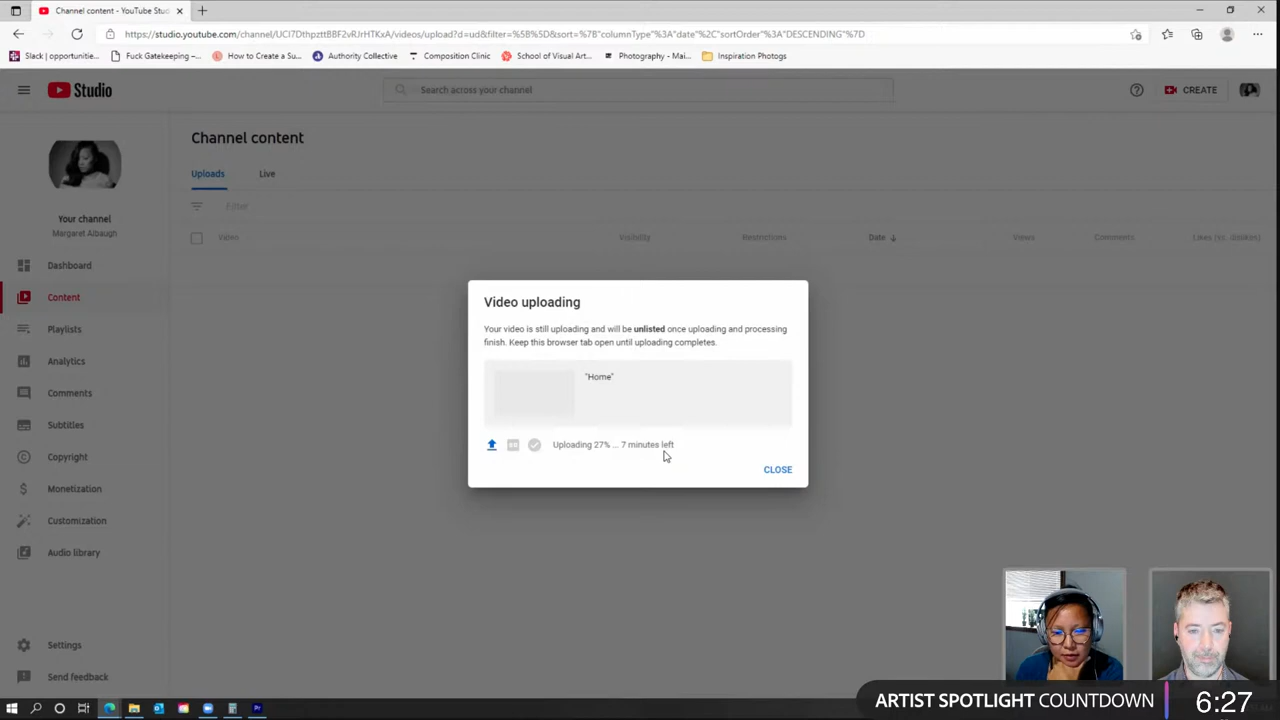 Channel content - YouTube Stud
https://studio.youtube.com/channel/UCI7DthpzttBBF2vRJrHTKxA/videos/upload?d=ud&filter=%5B%5D&sort=%7B"columnType"%3A"date"%2C"sortOrder"%3A"DESCENDING"%7D
Slack | opportunitie... Fuck Gatekeeping –... How to Create a Su... Authority Collective Composition Clinic School of Visual Art... Photography - Mai... Inspiration Photogs
Studio Search across your channel CREATE
Channel content
Uploads Live
Filter
Your channel
Margaret Albaugh
Video Visibility Restrictions Date Views Comments Likes (vs. dislikes)
Dashboard
Content
Playlists
Analytics
Comments
Subtitles
Copyright
Monetization
Customization
Audio library
Settings
Send feedback
Video uploading
Your video is still uploading and will be unlisted once uploading and processing
finish. Keep this browser tab open until uploading completes.
"Home"
Uploading 27% ... 7 minutes left
CLOSE
ARTIST SPOTLIGHT COUNTDOWN 6:27